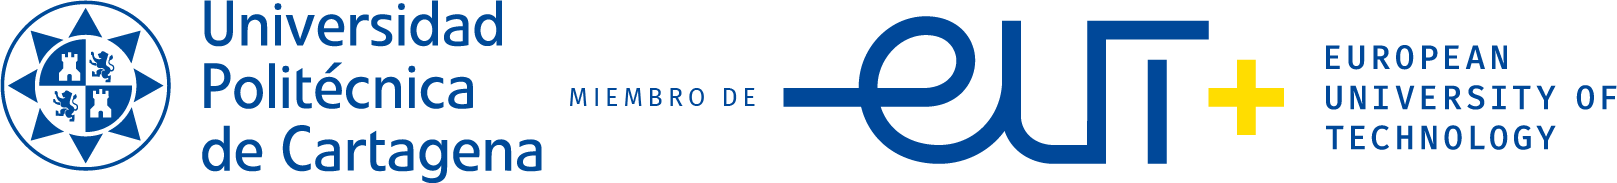 Universidad
Politécnica
de Cartagena
MIEMBRO DE
eut+
EUROPEAN
UNIVERSITY OF
TECHNOLOGY